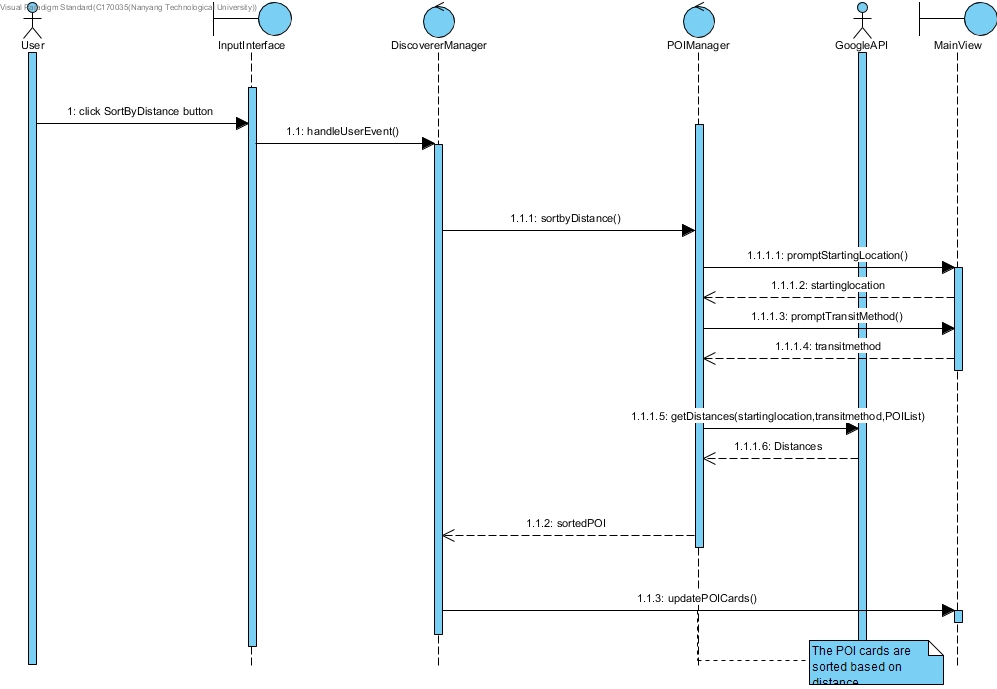 Visual Paradigm Standard(C170035(Nanyang Technological University))
User
InputInterface
DiscovererManager
POIManager
GoogleAPI
MainView
1: click SortByDistance button
1.1: handleUserEvent()
1.1.1: sortbyDistance()
1.1.1.1: promptStartingLocation()
1.1.1.2: startinglocation
1.1.1.3: promptTransitMethod()
1.1.1.4: transitmethod
1.1.1.5: getDistances(startinglocation,transitmethod,POIList)
1.1.1.6: Distances
1.1.2: sortedPOI
1.1.3: updatePOICards()
The POI cards are
sorted based on
distance